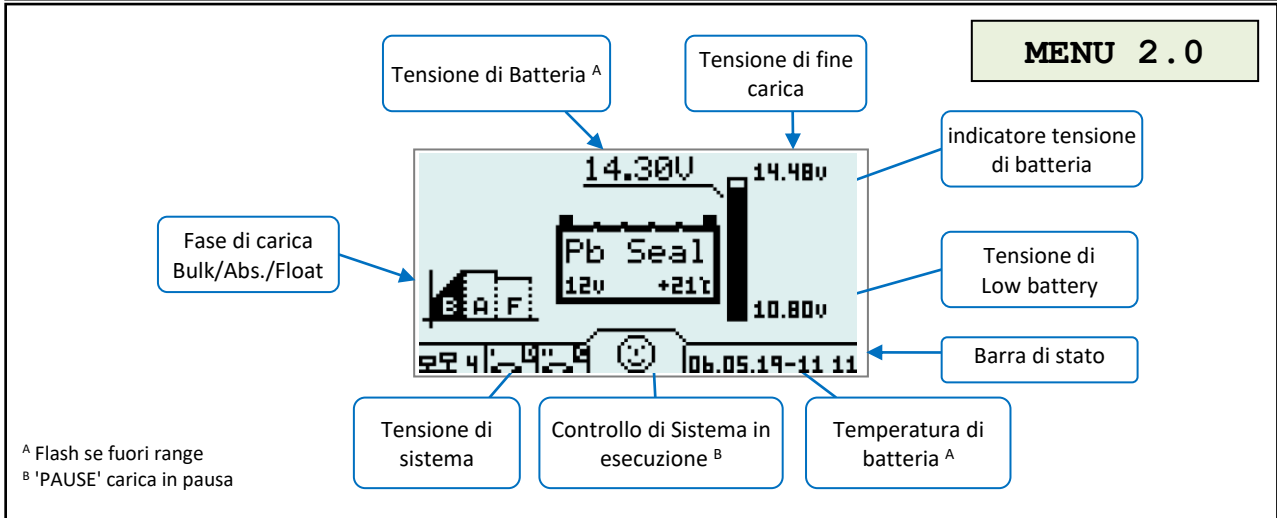 MENU 2.0
Tensione di Batteria A
Tensione di fine
carica
indicatore tensione
di batteria
14.30V
14.48v
Fase di carica
Bulk/Abs./Float
Pb Seal
12v +21°c
B A F
Tensione di
Low battery
10.80v
Barra di stato
4
06.05.19-11 11
Tensione di
sistema
Controllo di Sistema in
esecuzione B
Temperatura di
batteria A
A Flash se fuori range
B 'PAUSE' carica in pausa